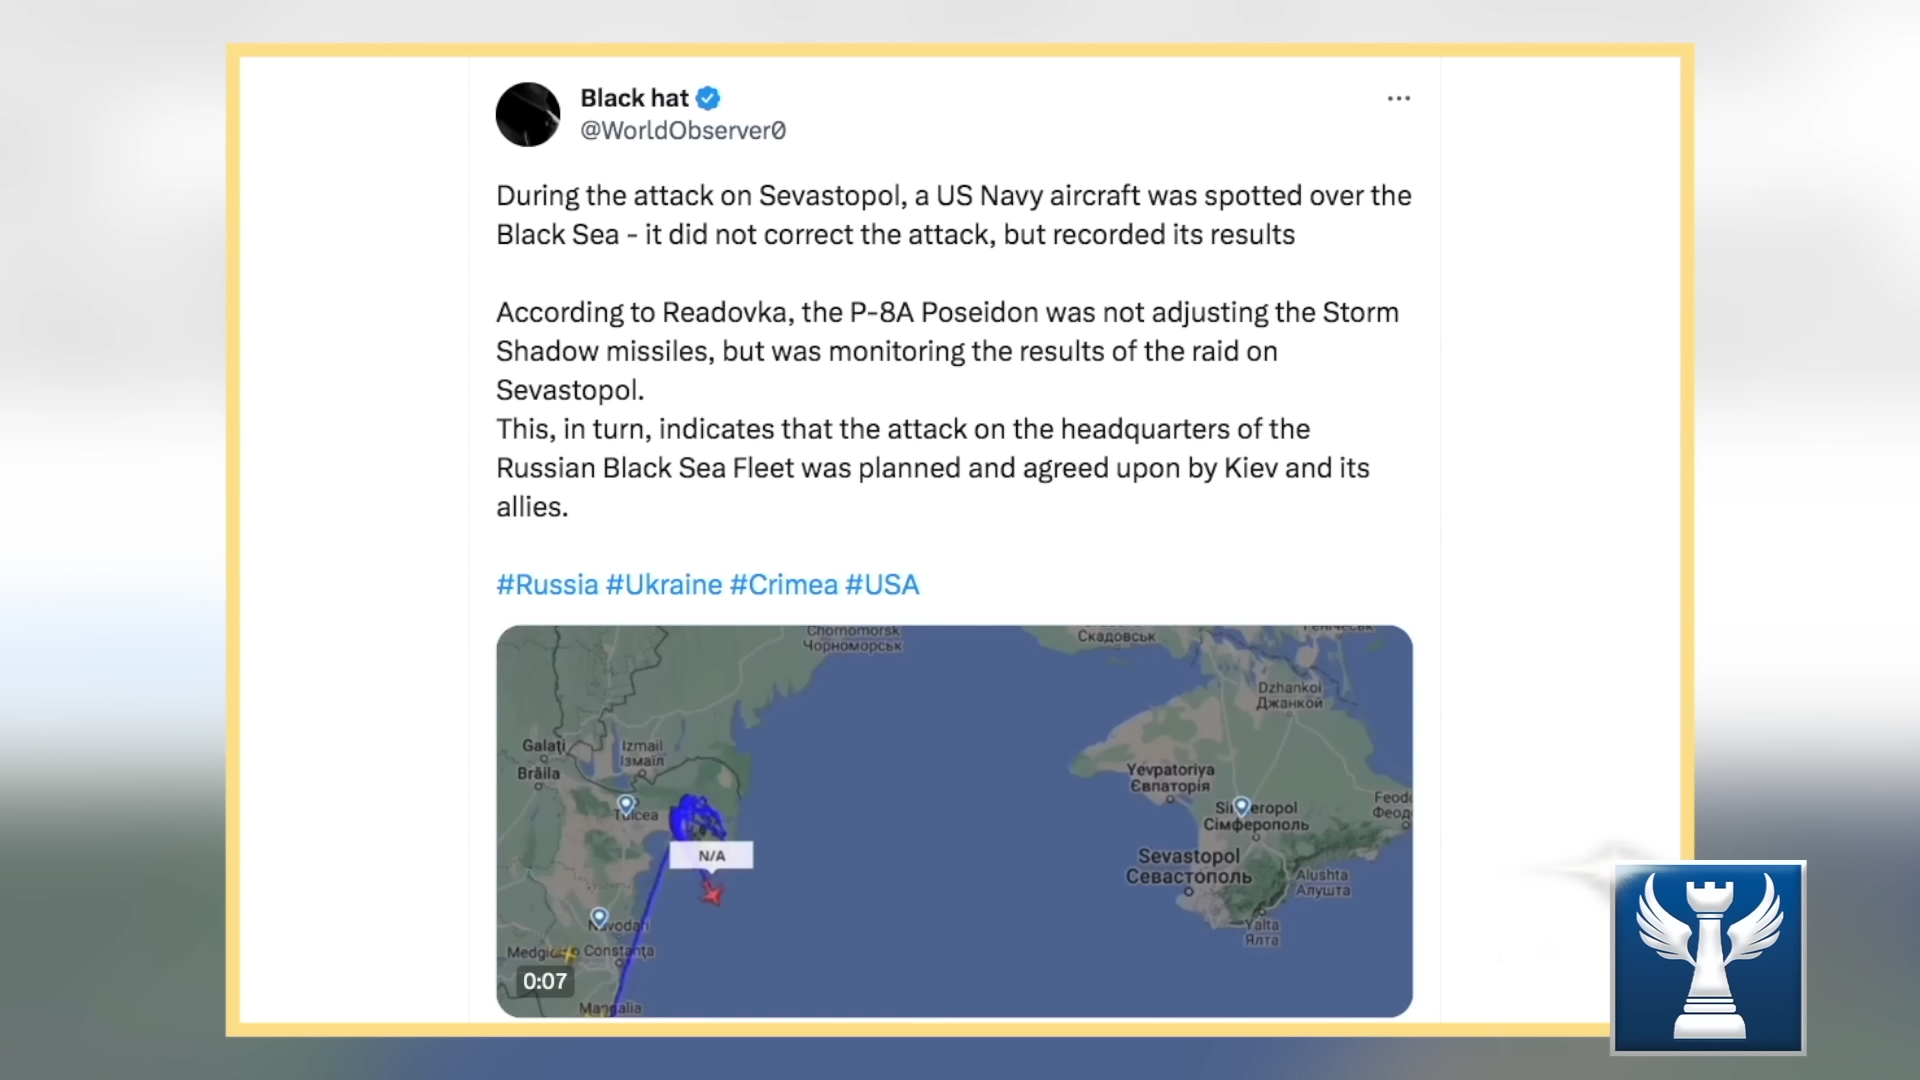 Black hat
@WorldObserver0
During the attack on Sevastopol, a US Navy aircraft was spotted over the
Black Sea - it did not correct the attack, but recorded its results
According to Readovka, the P-8A Poseidon was not adjusting the Storm
Shadow missiles, but was monitoring the results of the raid on
Sevastopol.
This, in turn, indicates that the attack on the headquarters of the
Russian Black Sea Fleet was planned and agreed upon by Kiev and its
allies.
#Russia #Ukraine #Crimea #USA
Chornomorsk
Чорноморськ
Скадовськ
Dzhankoi
Джанкой
Galați
Izmail
Ізмаїл
Brăila
Yevpatoriya
Євпаторія
Tulcea
Сімферополь
N/A
Sevastopol
Севастополь
Alushta
Алушта
Yalta
Ялта
Constanța
0:07
Mangalia